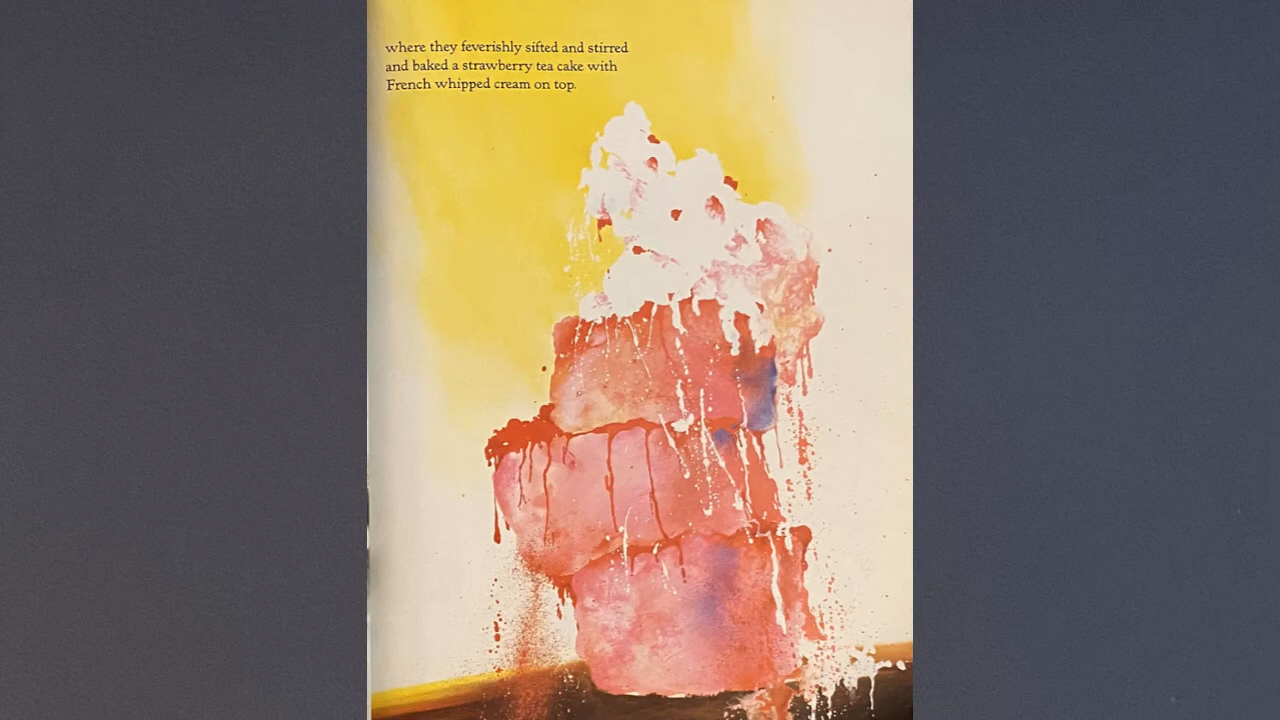 where they feverishly sifted and stirred
and baked a strawberry tea cake with
French whipped cream on top.